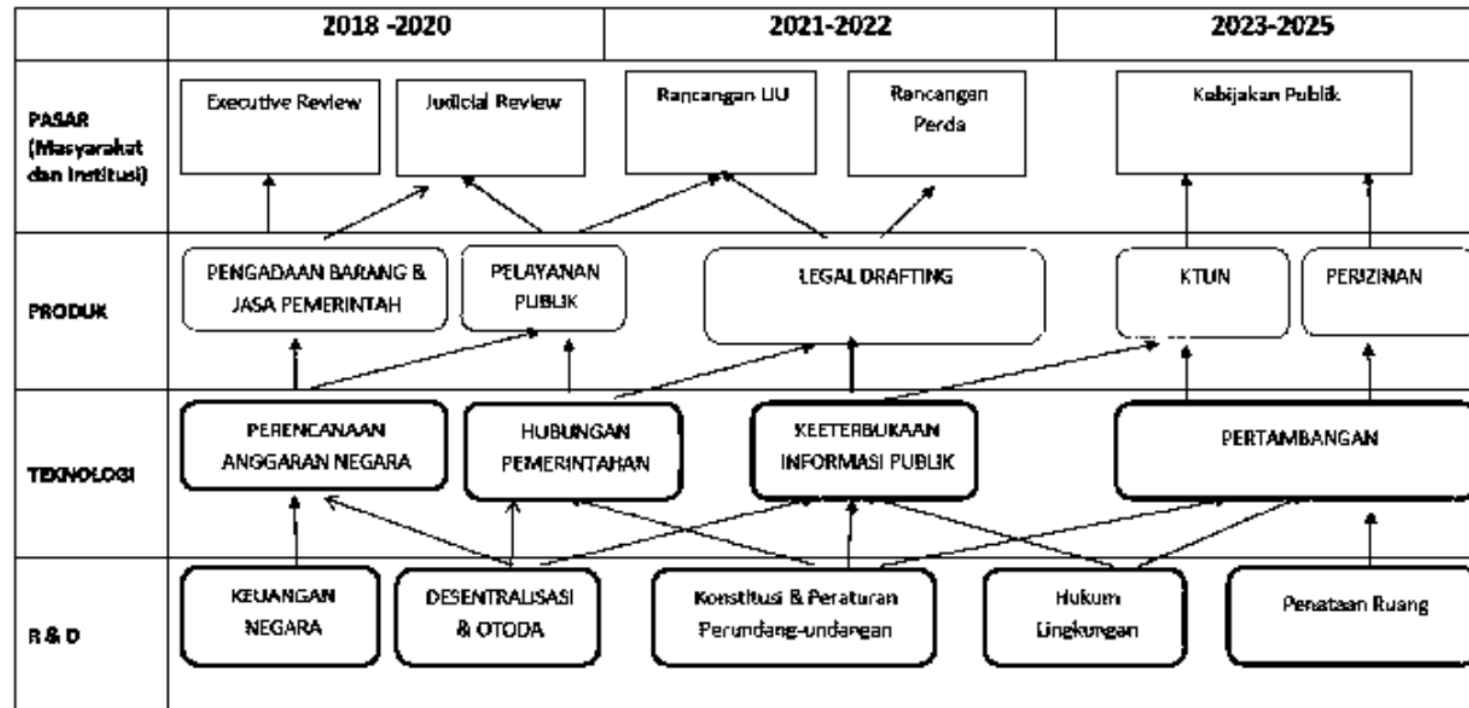 2018 -2020
2021-2022
2023-2025
PASAR
(Masyarakat
dan Institusi)
Executive Review
Judicial Review
Rancangan UU
Rancangan
Perda
Kebijakan Publik
PRODUK
PENGADAAN BARANG &
JASA PEMERINTAH
PELAYANAN
PUBLIK
LEGAL DRAFTING
KTUN
PERIZINAN
TEKNOLOGI
PERENCANAAN
ANGGARAN NEGARA
HUBUNGAN
PEMERINTAHAN
KEETERBUKAAN
INFORMASI PUBLIK
PERTAMBANGAN
R & D
KEUANGAN
NEGARA
DESENTRALISASI
& OTODA
Konstitusi & Peraturan
Perundang-undangan
Hukum
Lingkungan
Penataan Ruang